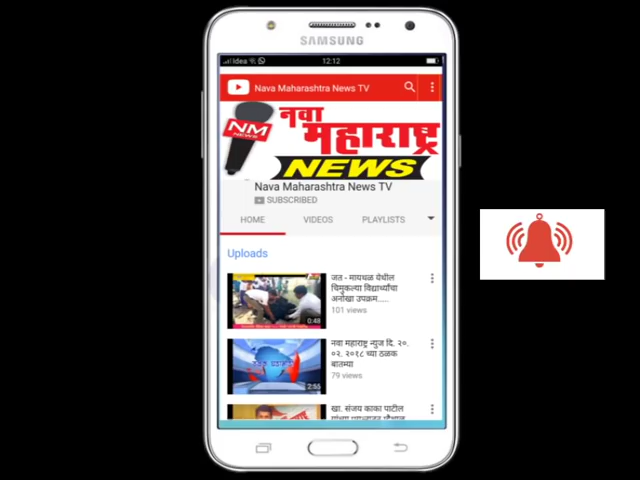 SAMSUNG
Idea
12:12
Nava Maharashtra News TV
नवा
महाराष्ट्र
NM
NEWS
NEWS
Nava Maharashtra News TV
SUBSCRIBED
HOME VIDEOS PLAYLISTS
Uploads
जत - मायथळ येथील
चिमुकल्या विद्यार्थ्यांचा
अनोखा उपक्रम.....
101 views
0:48
नवा महाराष्ट्र न्युज दि. २०.
०२. २०१८ च्या ठळक
बातम्या
79 views
2:55
खा. संजय काका पाटील